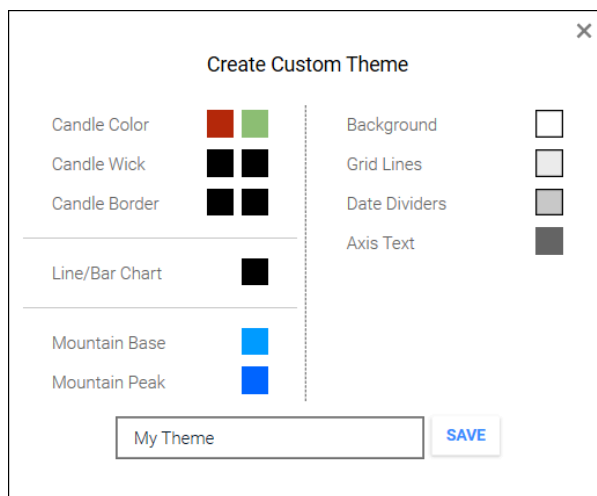 Create Custom Theme
Candle Color
Candle Wick
Candle Border
Line/Bar Chart
Mountain Base
Mountain Peak
Background
Grid Lines
Date Dividers
Axis Text
My Theme
SAVE